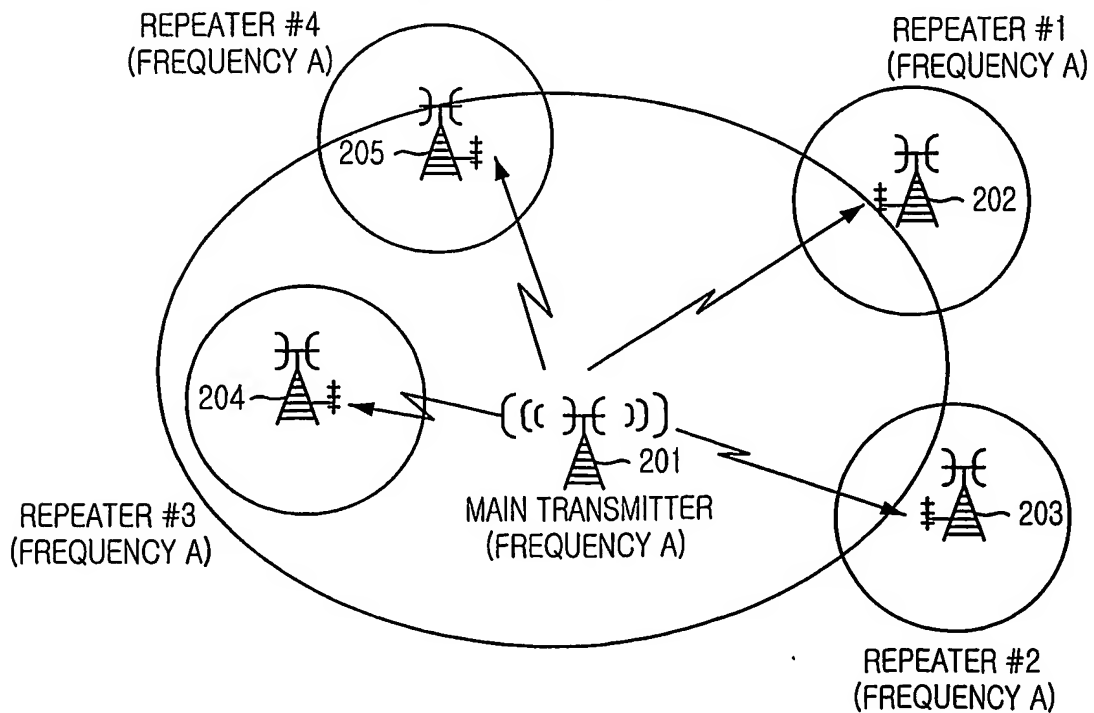 REPEATER #4
(FREQUENCY A)
REPEATER #1
(FREQUENCY A)
205
202
204
201
MAIN TRANSMITTER
(FREQUENCY A)
REPEATER #3
(FREQUENCY A)
203
REPEATER #2
(FREQUENCY A)